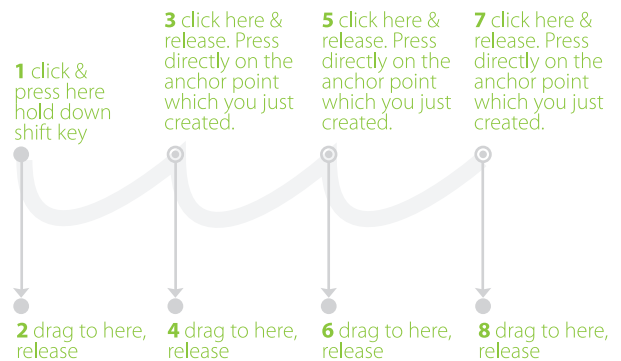 1 click &
press here
hold down
shift key
3 click here &
release. Press
directly on the
anchor point
which you just
created.
5 click here &
release. Press
directly on the
anchor point
which you just
created.
7 click here &
release. Press
directly on the
anchor point
which you just
created.
2 drag to here,
release
4 drag to here,
release
6 drag to here,
release
8 drag to here,
release